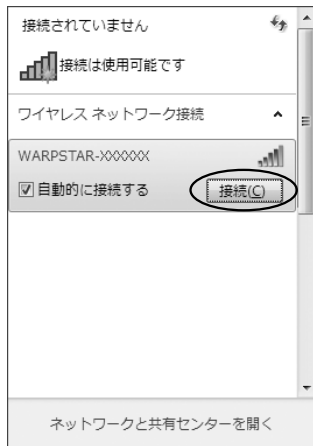 接続されていません
接続は使用可能です
ワイヤレス ネットワーク接続
WARPSTAR-XXXXXX
自動的に接続する
接続(C)
ネットワークと共有センターを開く